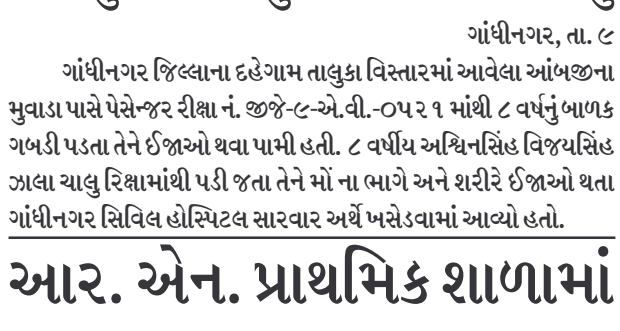 ગાંધીનગર, તા. ૯
ગાંધીનગર જિલ્લાના દહેગામ તાલુકા વિસ્તારમાં આવેલા આંબજીના
મુવાડા પાસે પેસેન્જર રીક્ષા નં. જીજે-૯-એ.વી.-૦૫૨૧ માંથી ૮ વર્ષનું બાળક
ગબડી પડતા તેને ઈજાઓ થવા પામી હતી. ૮ વર્ષીય અશ્વિનસિંહ વિજયસિંહ
ઝાલા ચાલુ રિક્ષામાંથી પડી જતા તેને મોં ના ભાગે અને શરીરે ઈજાઓ થતા
ગાંધીનગર સિવિલ હોસ્પિટલ સારવાર અર્થે ખસેડવામાં આવ્યો હતો.
આર. એન. પ્રાથમિક શાળામાં